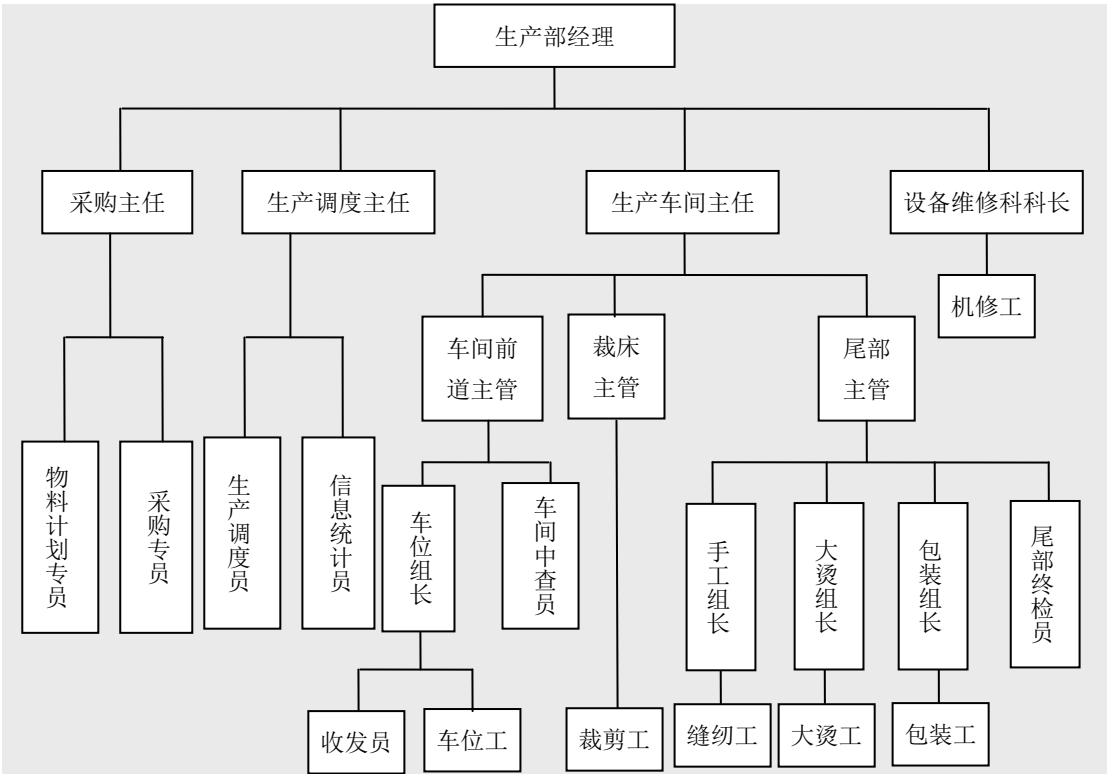 生产部经理
采购主任
生产调度主任
生产车间主任
设备维修科科长
机修工
车间前
道主管
裁床
主管
尾部
主管
物料计划专员
采购专员
生产调度员
信息统计员
车位组长
车间中查员
手工组长
大烫组长
包装组长
尾部终检员
收发员
车位工
裁剪工
缝纫工
大烫工
包装工